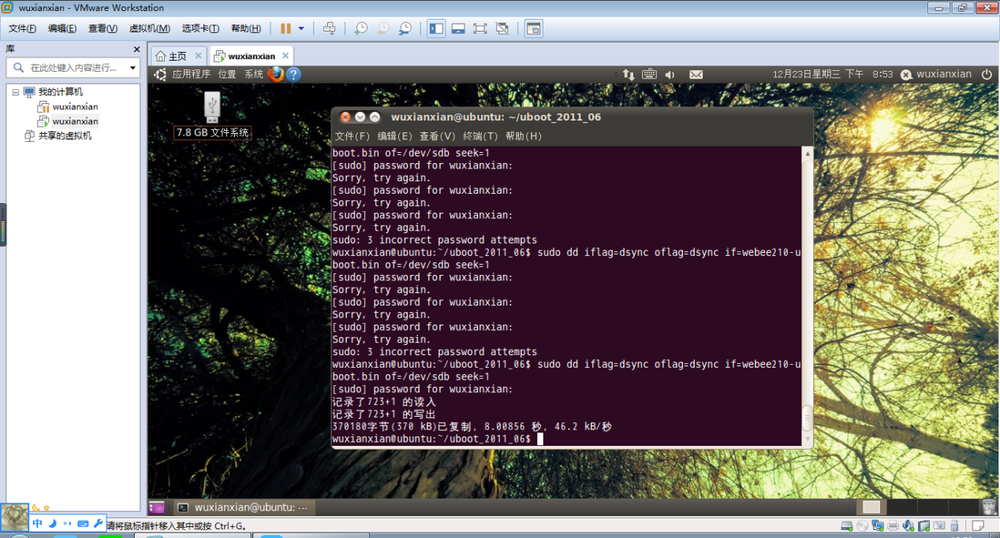 wuxianxian - VMware Workstation
文件(F) 编辑(E) 查看(V) 虚拟机(M) 选项卡(T) 帮助(H)
库
在此处键入内容进行...
我的计算机
wuxianxian
wuxianxian
共享的虚拟机
主页
wuxianxian
应用程序 位置 系统
12月23日星期三 下午 8:53
wuxianxian
7.8 GB 文件系统
wuxianxian@ubuntu: ~/uboot_2011_06
文件(F) 编辑(E) 查看(V) 终端(T) 帮助(H)
boot.bin of=/dev/sdb seek=1
[sudo] password for wuxianxian:
Sorry, try again.
[sudo] password for wuxianxian:
Sorry, try again.
[sudo] password for wuxianxian:
Sorry, try again.
sudo: 3 incorrect password attempts
wuxianxian@ubuntu:~/uboot_2011_06$ sudo dd iflag=dsync oflag=dsync if=webee210-u
boot.bin of=/dev/sdb seek=1
[sudo] password for wuxianxian:
Sorry, try again.
[sudo] password for wuxianxian:
Sorry, try again.
[sudo] password for wuxianxian:
Sorry, try again.
sudo: 3 incorrect password attempts
wuxianxian@ubuntu:~/uboot_2011_06$ sudo dd iflag=dsync oflag=dsync if=webee210-u
boot.bin of=/dev/sdb seek=1
[sudo] password for wuxianxian:
记录了723+1 的读入
记录了723+1 的写出
370180字节(370 kB)已复制, 8.00856 秒, 46.2 kB/秒
wuxianxian@ubuntu:~/uboot_2011_06$
wuxianxian@ubuntu: ...
中
请将鼠标指针移入其中或按 Ctrl+G。